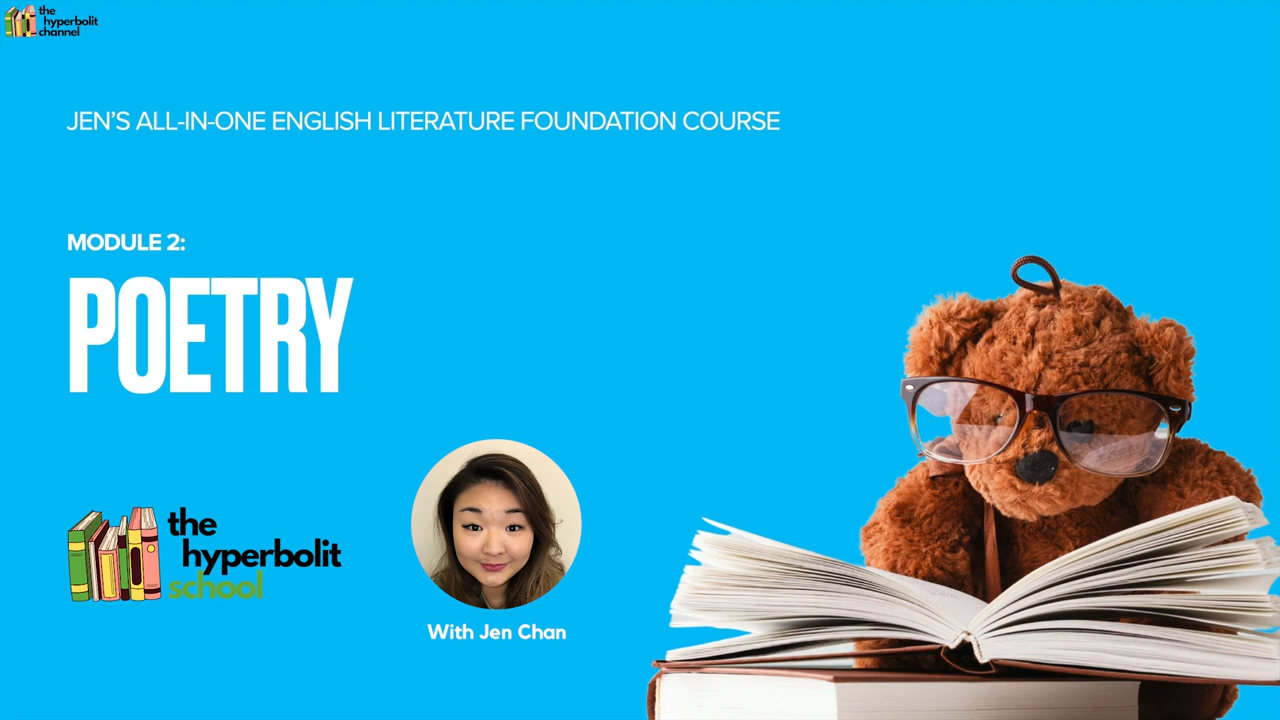 the
hyperbolit
channel
JEN'S ALL-IN-ONE ENGLISH LITERATURE FOUNDATION COURSE
MODULE 2:
POETRY
the
hyperbolit
school
With Jen Chan